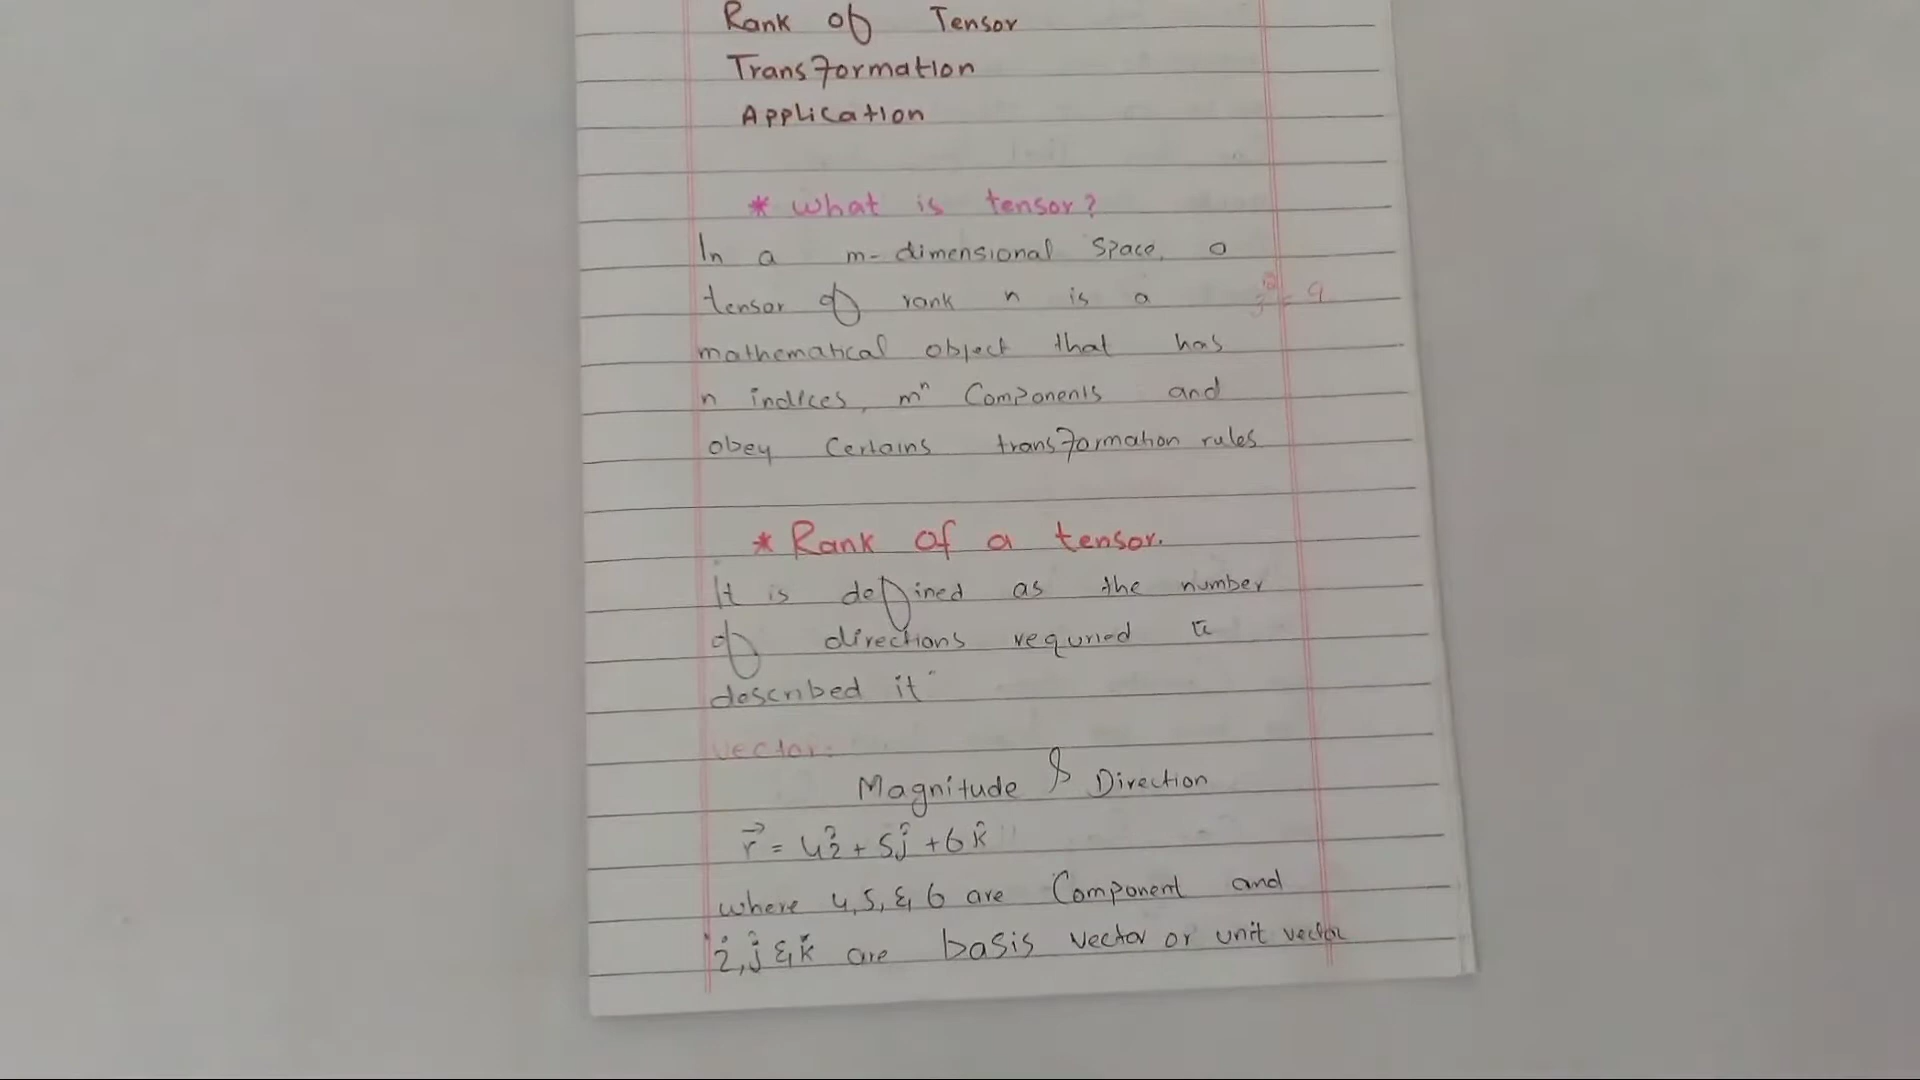 Rank of Tensor
Transformation
Application
* What is tensor?
In a m-dimensional space, a
tensor of rank n is a
= 9
mathematical object that has
n indices, mⁿ Components and
obey Certains transformation rules
* Rank of a tensor.
It is defined as the number
of directions required to
described it
Vector:
Magnitude & Direction
r⃗ = 4î + 5ĵ + 6k̂
where 4, 5, & 6 are Component and
î, ĵ & k̂ are basis vector or unit vector